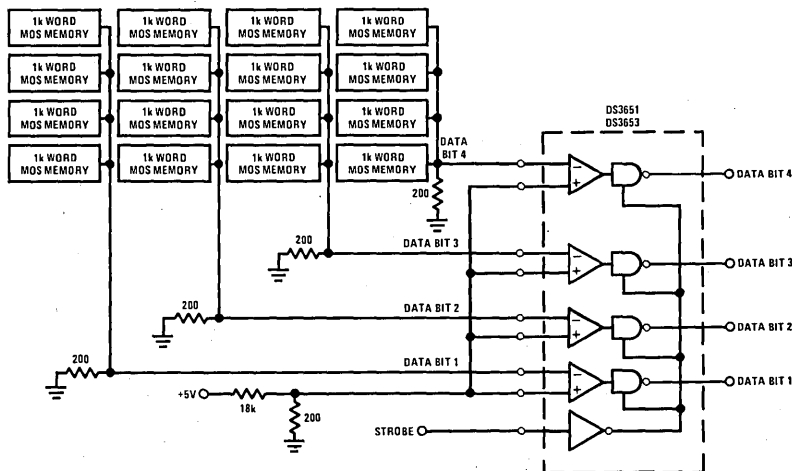 1k WORD
MOS MEMORY
1k WORD
MOS MEMORY
1k WORD
MOS MEMORY
1k WORD
MOS MEMORY
1k WORD
MOS MEMORY
1k WORD
MOS MEMORY
1k WORD
MOS MEMORY
1k WORD
MOS MEMORY
1k WORD
MOS MEMORY
1k WORD
MOS MEMORY
1k WORD
MOS MEMORY
1k WORD
MOS MEMORY
1k WORD
MOS MEMORY
1k WORD
MOS MEMORY
1k WORD
MOS MEMORY
1k WORD
MOS MEMORY
DS3651
DS3653
DATA
BIT 4
200
− +
DATA BIT 4
200
DATA BIT 3
− +
DATA BIT 3
200
DATA BIT 2
− +
DATA BIT 2
200
DATA BIT 1
− +
DATA BIT 1
+5V
18k
200
STROBE